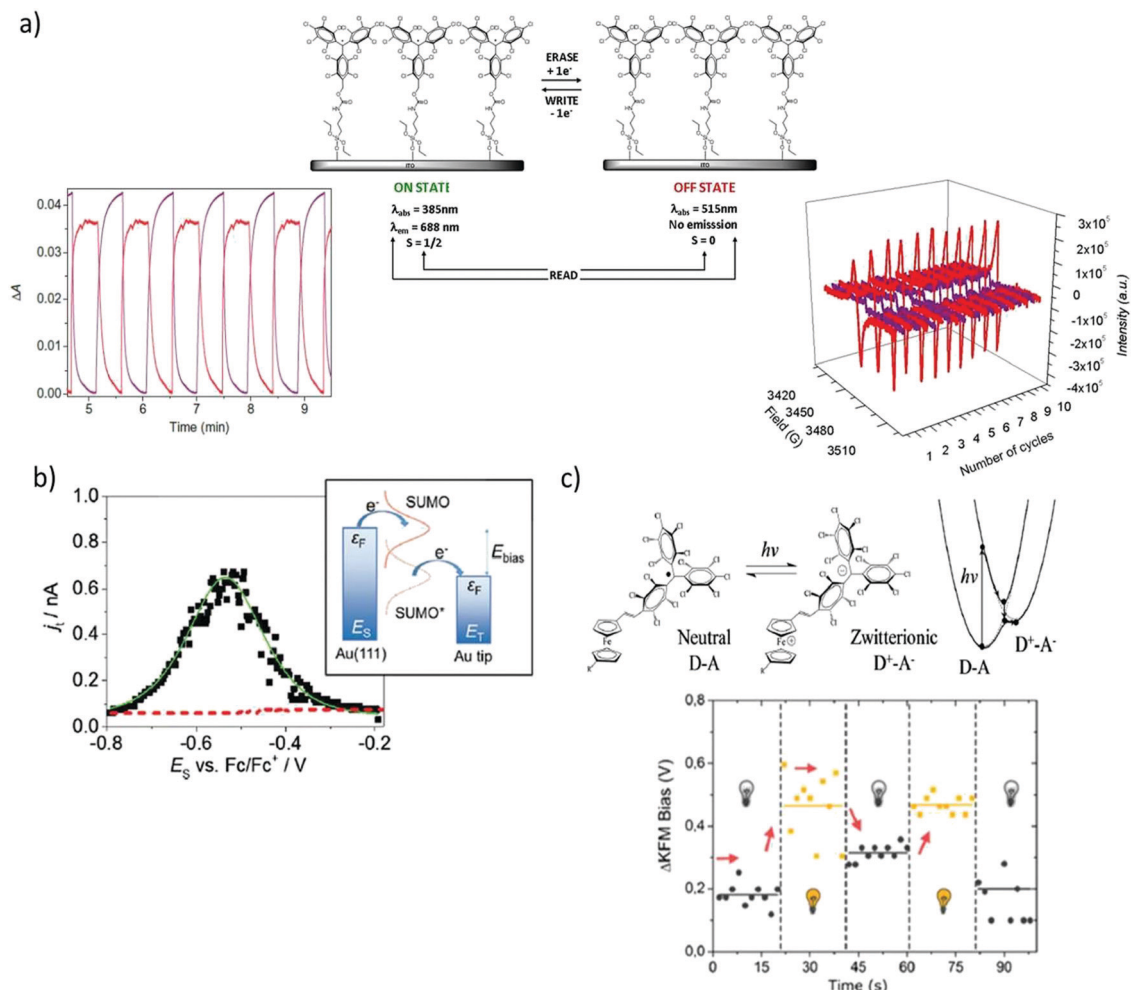 a)
ERASE
+ 1e⁻
WRITE
- 1e⁻
ITO
ON STATE
λabs = 385nm
λem = 688 nm
S = 1/2
OFF STATE
λabs = 515nm
No emisssion
S = 0
READ
0.04
0.03
0.02
0.01
0.00
ΔA
5 6 7 8 9
Time (min)
3x10⁵
2x10⁵
1x10⁵
0
-1x10⁵
-2x10⁵
-3x10⁵
-4x10⁵
Intensity (a.u.)
3420
3450
3480
3510
Field (G)
1 2 3 4 5 6 7 8 9 10
Number of cycles
b)
1.0
0.8
0.6
0.4
0.2
0.0
jt / nA
-0.8 -0.6 -0.4 -0.2
ES vs. Fc/Fc⁺ / V
e⁻
SUMO
εF
e⁻
Ebias
εF
SUMO*
ES
ET
Au(111)
Au tip
c)
hν
Neutral
D-A
Zwitterionic
D⁺-A⁻
hν
D-A
D⁺-A⁻
0,8
0,6
0,4
0,2
0,0
ΔKFM Bias (V)
0 15 30 45 60 75 90
Time (s)